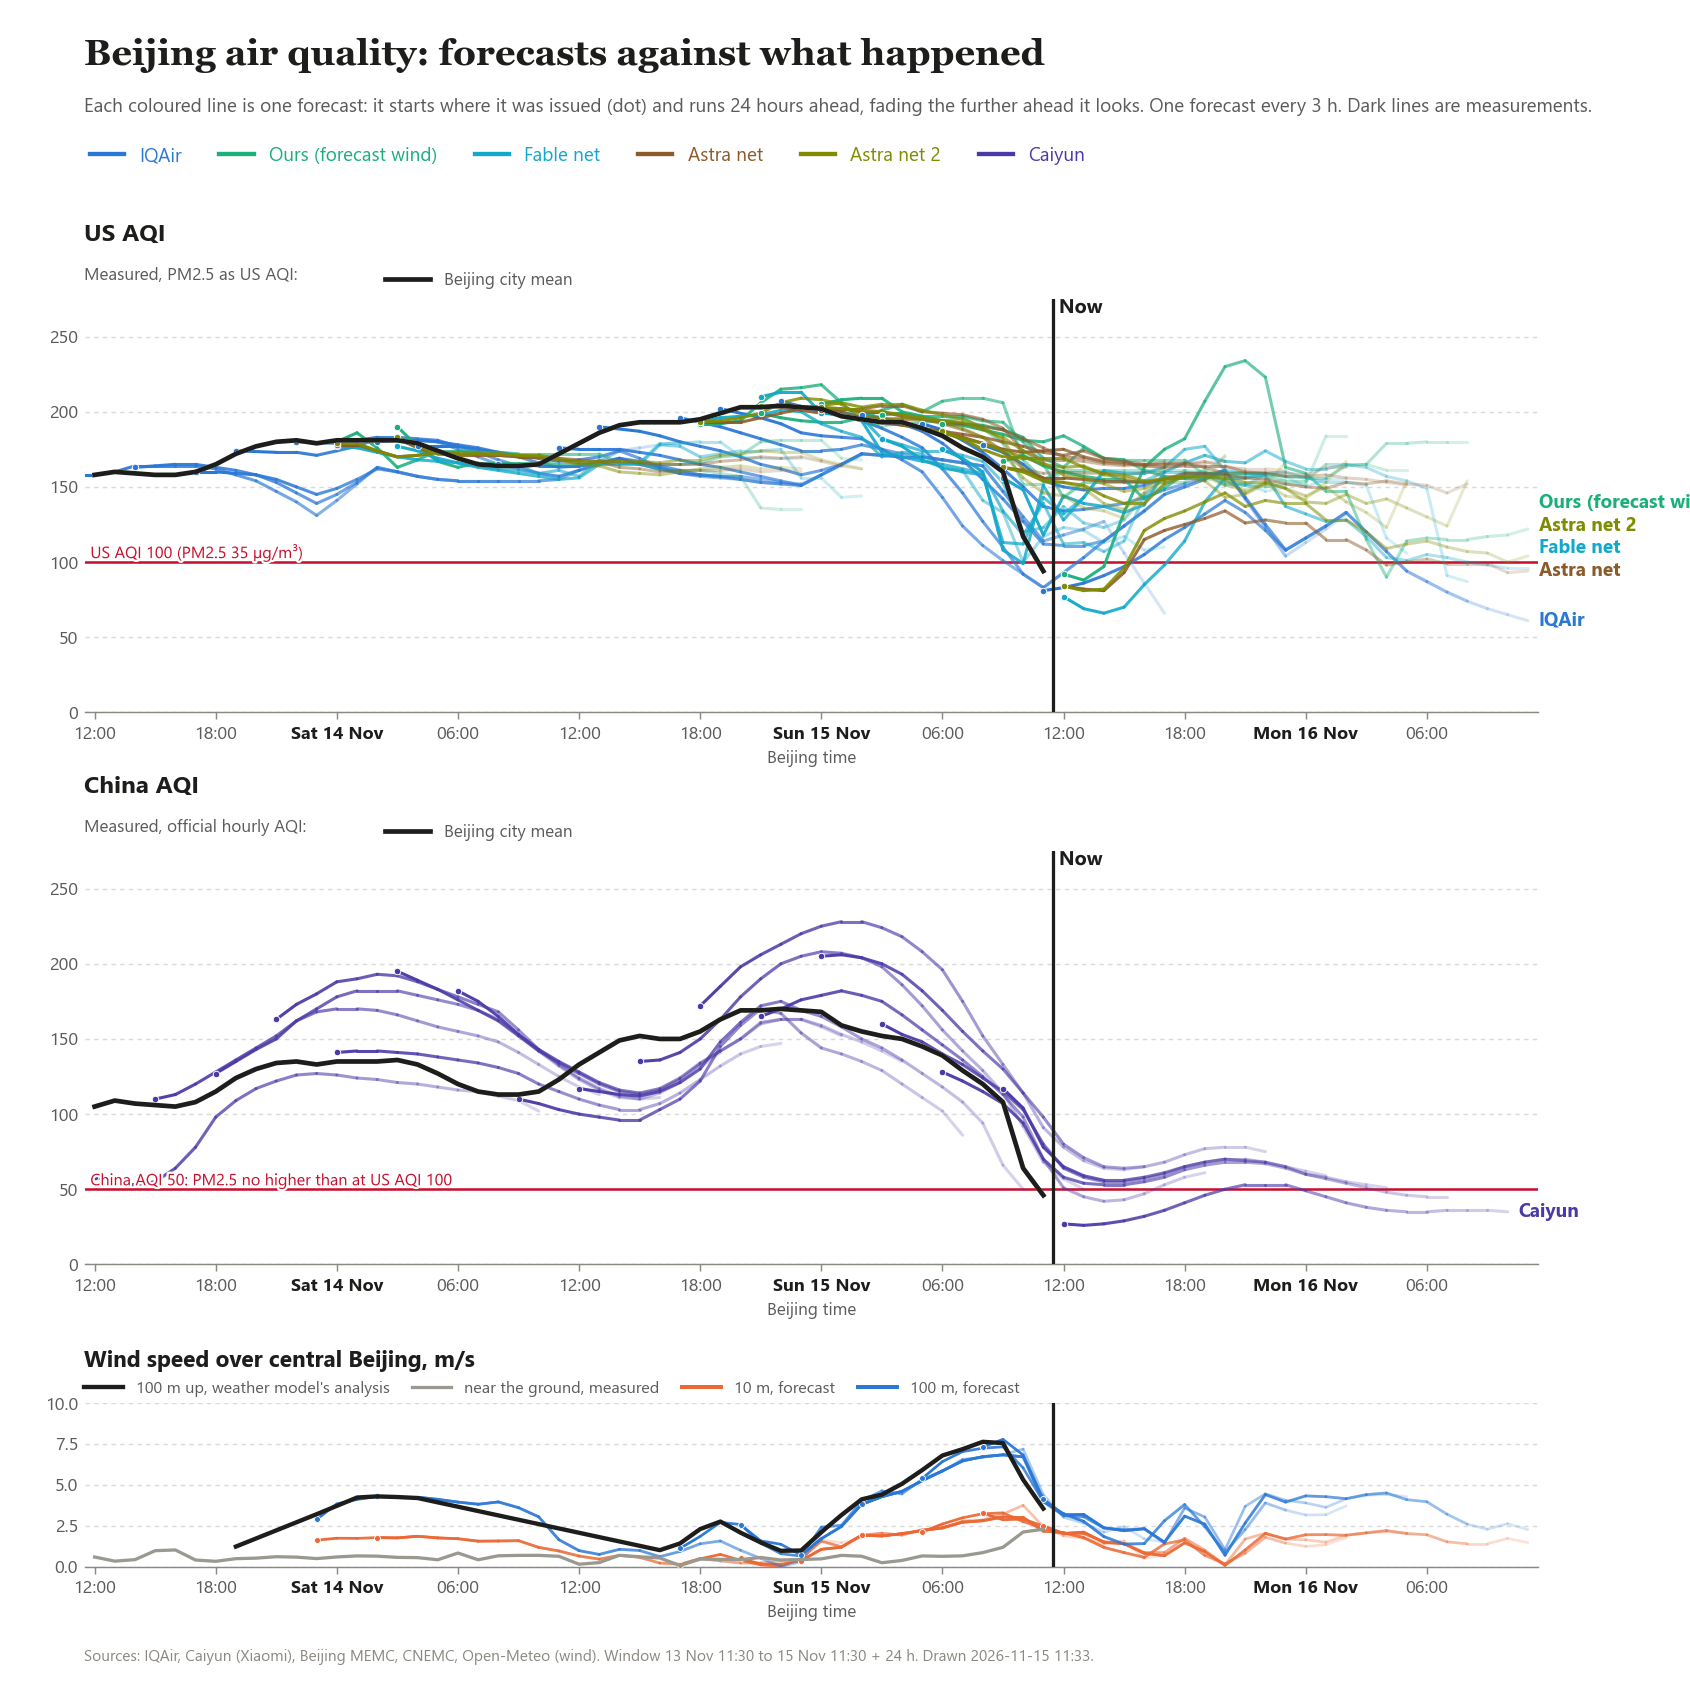 Beijing air quality: forecasts against what happened
Each coloured line is one forecast: it starts where it was issued (dot) and runs 24 hours ahead, fading the further ahead it looks. One forecast every 3 h. Dark lines are measurements.
IQAir Ours (forecast wind) Fable net Astra net Astra net 2 Caiyun
US AQI
Measured, PM2.5 as US AQI: Beijing city mean
Now
250
200
150
100
50
0
US AQI 100 (PM2.5 35 µg/m³)
Ours (forecast wi
Astra net 2
Fable net
Astra net
IQAir
12:00 18:00 Sat 14 Nov 06:00 12:00 18:00 Sun 15 Nov 06:00 12:00 18:00 Mon 16 Nov 06:00
Beijing time
China AQI
Measured, official hourly AQI: Beijing city mean
Now
250
200
150
100
50
0
China AQI 50: PM2.5 no higher than at US AQI 100
Caiyun
12:00 18:00 Sat 14 Nov 06:00 12:00 18:00 Sun 15 Nov 06:00 12:00 18:00 Mon 16 Nov 06:00
Beijing time
Wind speed over central Beijing, m/s
100 m up, weather model's analysis near the ground, measured 10 m, forecast 100 m, forecast
10.0
7.5
5.0
2.5
0.0
12:00 18:00 Sat 14 Nov 06:00 12:00 18:00 Sun 15 Nov 06:00 12:00 18:00 Mon 16 Nov 06:00
Beijing time
Sources: IQAir, Caiyun (Xiaomi), Beijing MEMC, CNEMC, Open-Meteo (wind). Window 13 Nov 11:30 to 15 Nov 11:30 + 24 h. Drawn 2026-11-15 11:33.